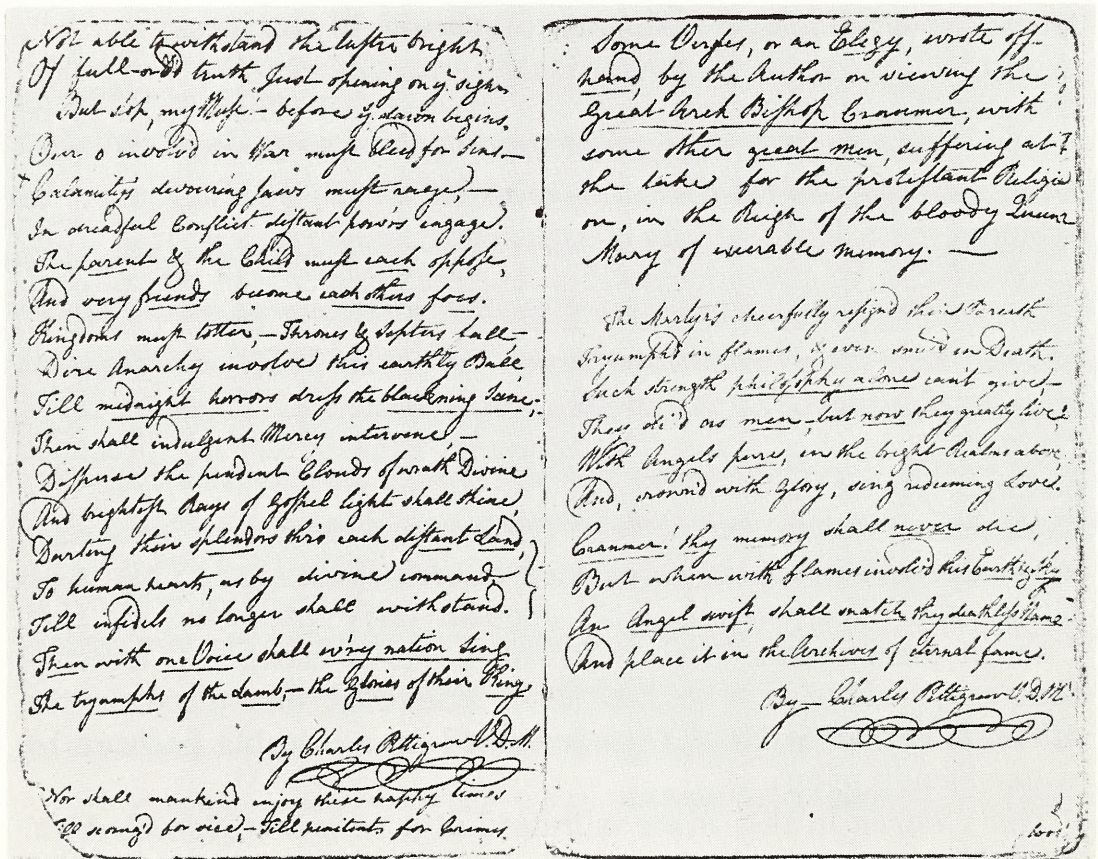 Not able to withstand the lustre bright
Of full-orb'd truth Just opening on yͤ sight
But stop, my Muse! – before yͤ dawn begins,
Our involv'd in War must bleed for sins –
Calamitys devouring Jaws must rage, –
In dreadful Conflict distant pow'rs engage.
The parent & the Child must each oppose,
And very friends become each others foes.
Kingdoms must totter, – Thrones & Septers hall –
Dire Anarchy involve this earthly Ball
Till midnight horrors dress the blackning Scene; –
Then shall indulgent Mercy intervene, –
Disperse the pendent Clouds of wrath Divine
And brightest Rays of Gospel light shall shine,
Darting their splendors thro each distant Land,
To human hearts, as by divine command,
Till infidels no longer shall withstand.
Then with one Voice shall ev'ry nation Sing
The tryumphs of the Lamb, – the Glories of their King
By Charles Pettigrew V.D.M.
Nor shall mankind enjoy these happy times
Till scourg'd for vice, – Till penitents for Crimes
Some Verses, or an Elegy, wrote off-
hand, by the Author on viewing the
Great Arch Bishop Crammer, with
some other great men, suffering at
the stake for the protestant Religi
on, in the Reign of the bloody Queen
Mary of execrable memory. —
The Martyrs cheerfully resign'd their breath
Tryumph'd in flames, & even smil'd in Death.
Such strength philosophy alone can't give, –
These di'd as men, but now they greatly live,
With Angels pure, in the bright Realms above,
And, crown'd with Glory, sing redeeming Love.
Cranmer! thy memory shall never die,
But when with flames involv'd this Earth & Sky
An Angel swift, shall snatch thy deathless Name
And place it in the Archives of eternal fame.
By – Charles Pettigrew V.D.M.